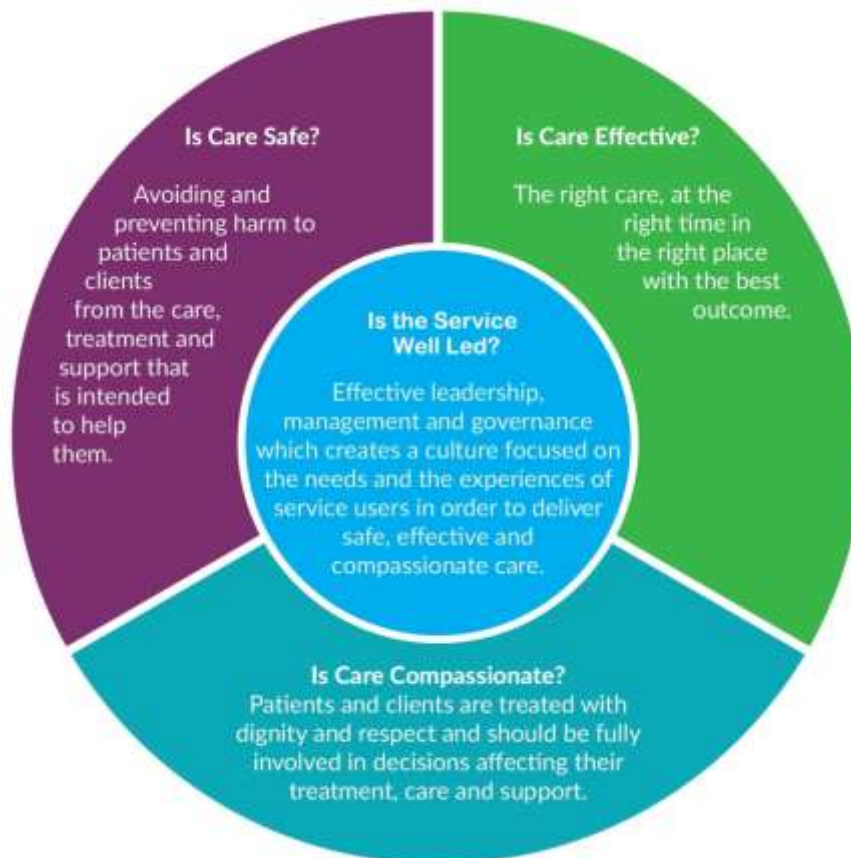 Is Care Safe?
Avoiding and
preventing harm to
patients and
clients
from the care,
treatment and
support that
is intended
to help
them.
Is Care Effective?
The right care, at the
right time in
the right place
with the best
outcome.
Is the Service
Well Led?
Effective leadership,
management and governance
which creates a culture focused on
the needs and the experiences of
service users in order to deliver
safe, effective and
compassionate care.
Is Care Compassionate?
Patients and clients are treated with
dignity and respect and should be fully
involved in decisions affecting their
treatment, care and support.